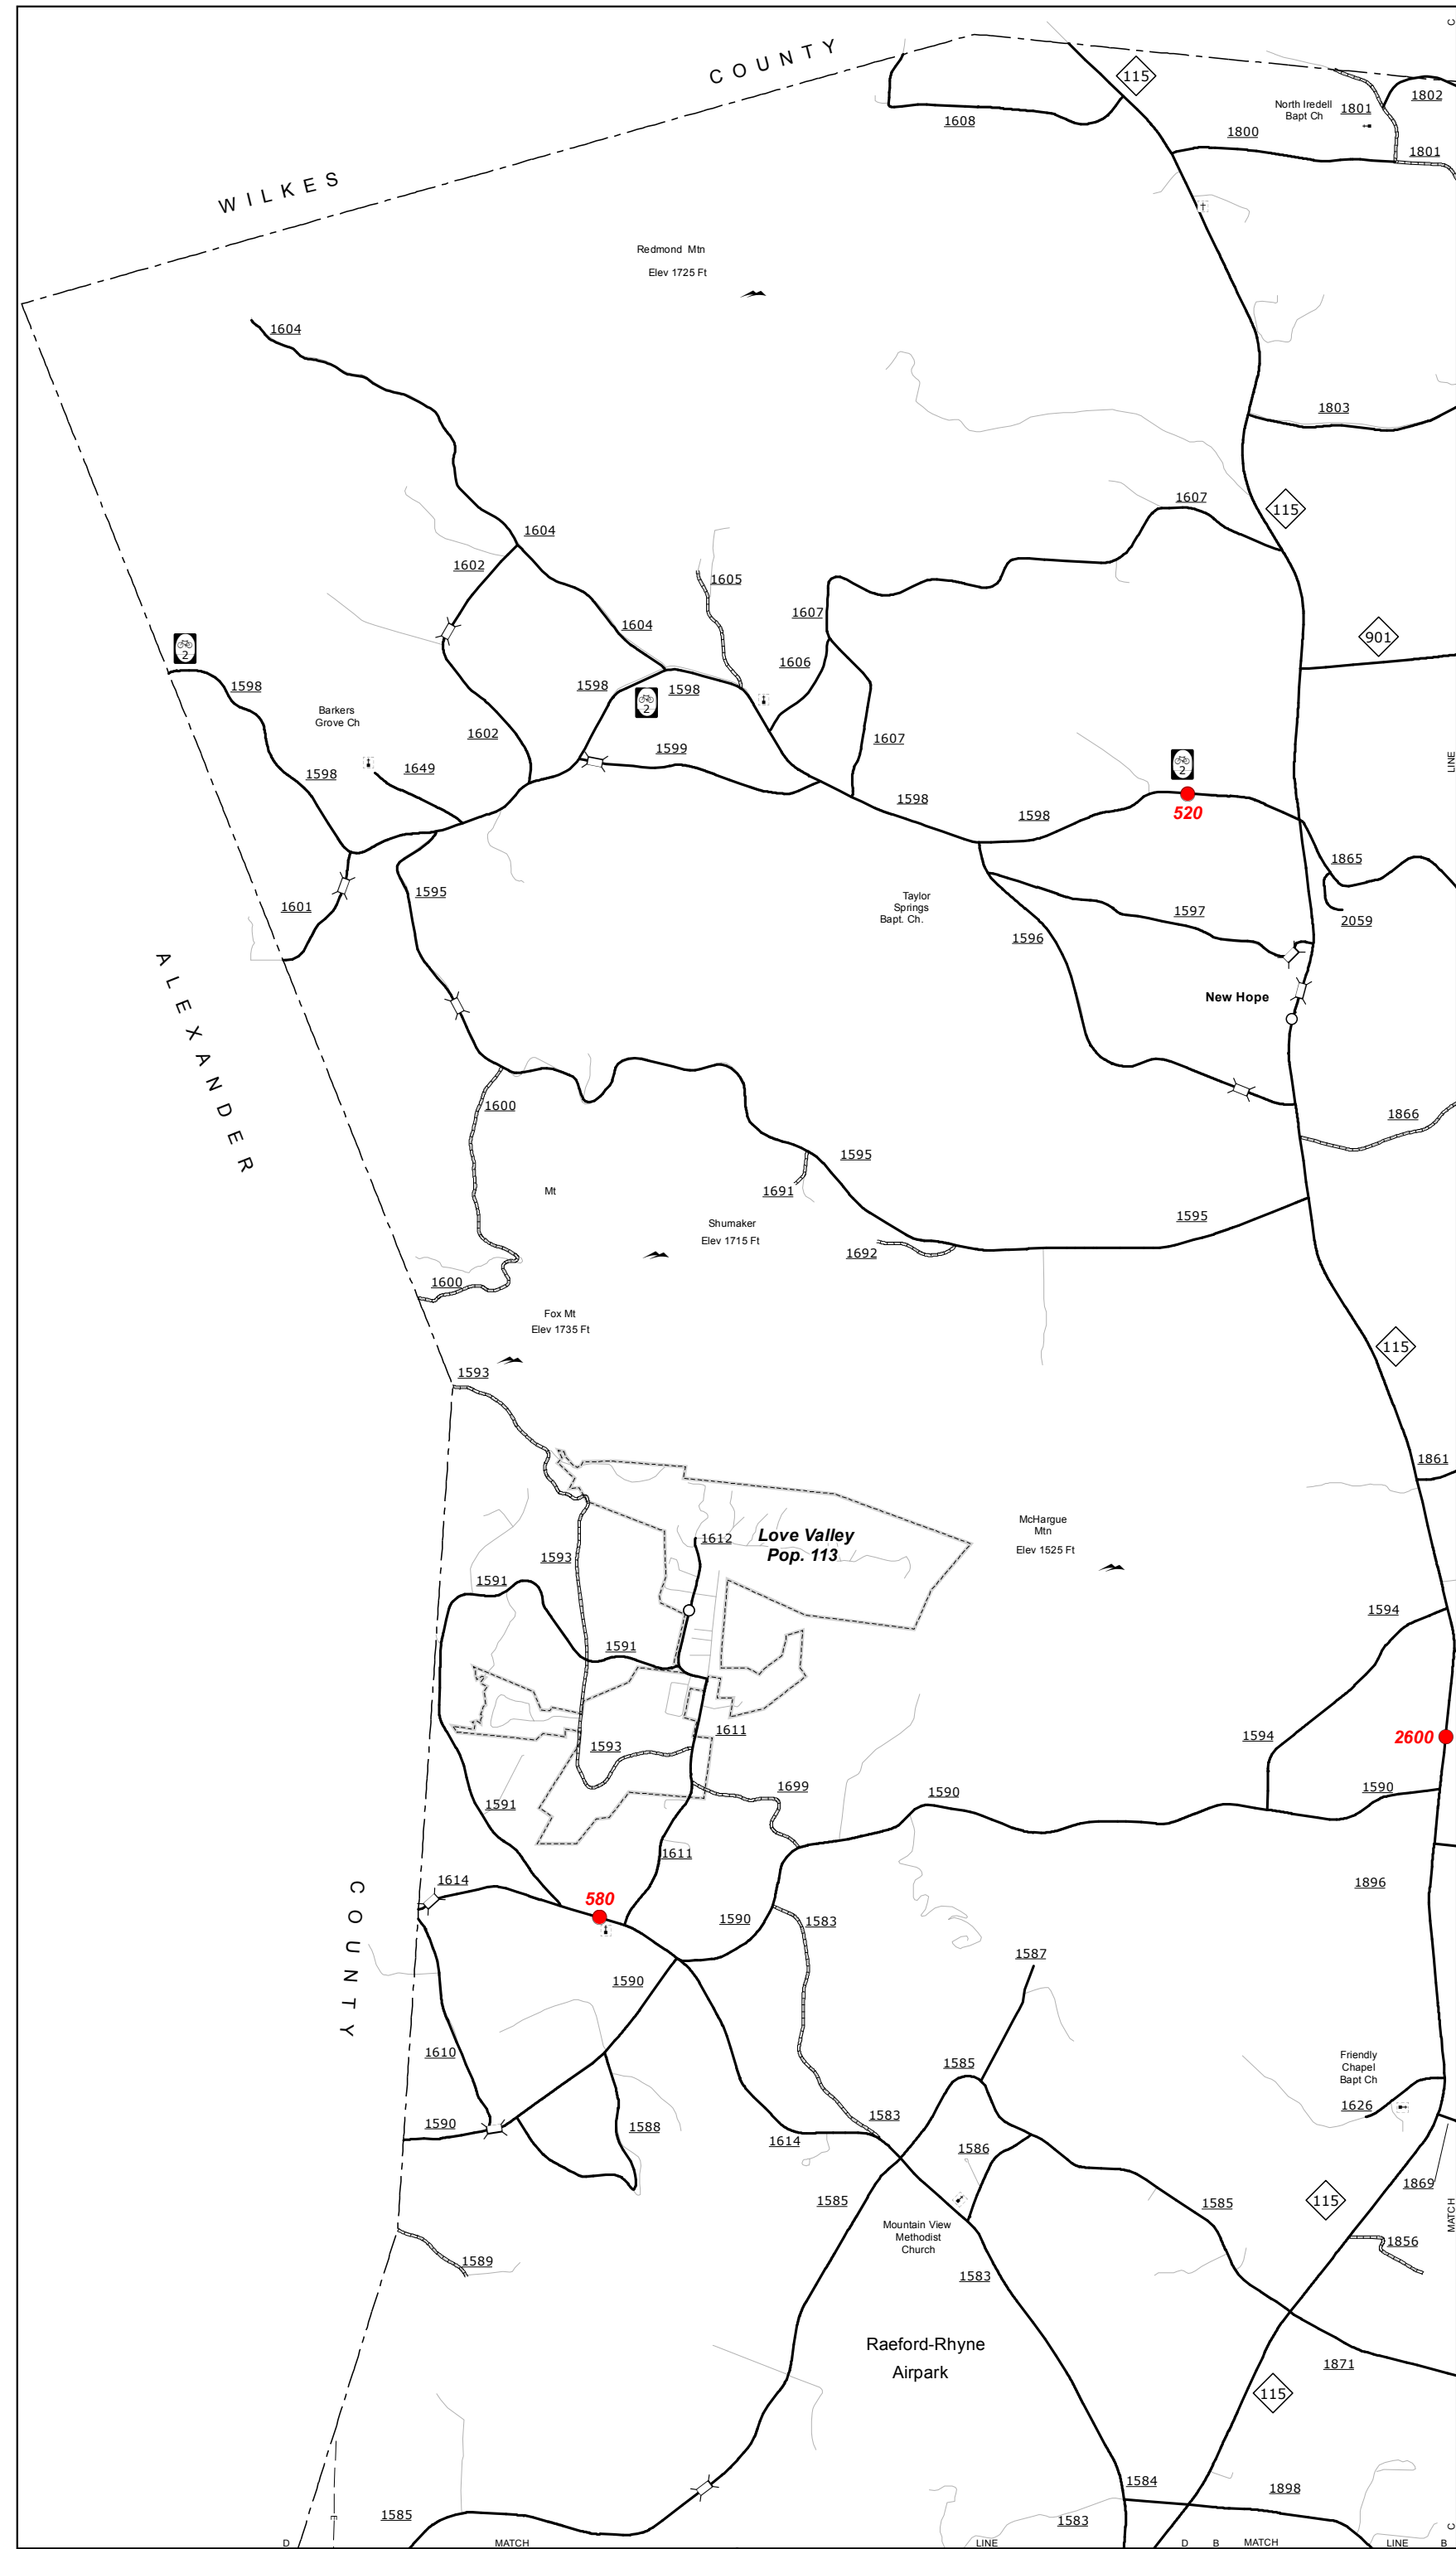 C
COUNTY
115
1802
North Iredell
Bapt Ch
1801
1608
1800
1801
WILKES
Redmond Mtn
Elev 1725 Ft
1604
1803
1607
115
1604
1602
1605
1607
1604
901
2
1606
1598
1598
1598
2
Barkers
Grove Ch
1602
1607
1599
2
LINE
1649
1598
1598
520
1598
1865
1595
Taylor
Springs
Bapt. Ch.
1601
1597
2059
1596
ALEXANDER
New Hope
1600
1866
1595
Mt
1691
Shumaker
Elev 1715 Ft
1595
1692
1600
Fox Mt
Elev 1735 Ft
115
1593
1861
McHargue
Mtn
Elev 1525 Ft
Love Valley
Pop. 113
1612
1593
1591
1594
1591
1611
1594
2600
1593
1699
1590
1590
1591
1611
1614
COUNTY
1896
580
1590
1583
1587
1590
1610
1585
Friendly
Chapel
Bapt Ch
1626
1590
1588
1583
1614
1586
1869
1585
1585
115
MATCH
Mountain View
Methodist
Church
1856
1589
1583
Raeford-Rhyne
Airpark
1871
115
1584
1898
1585
1583
C
D
MATCH
LINE
D
B
MATCH
LINE
B